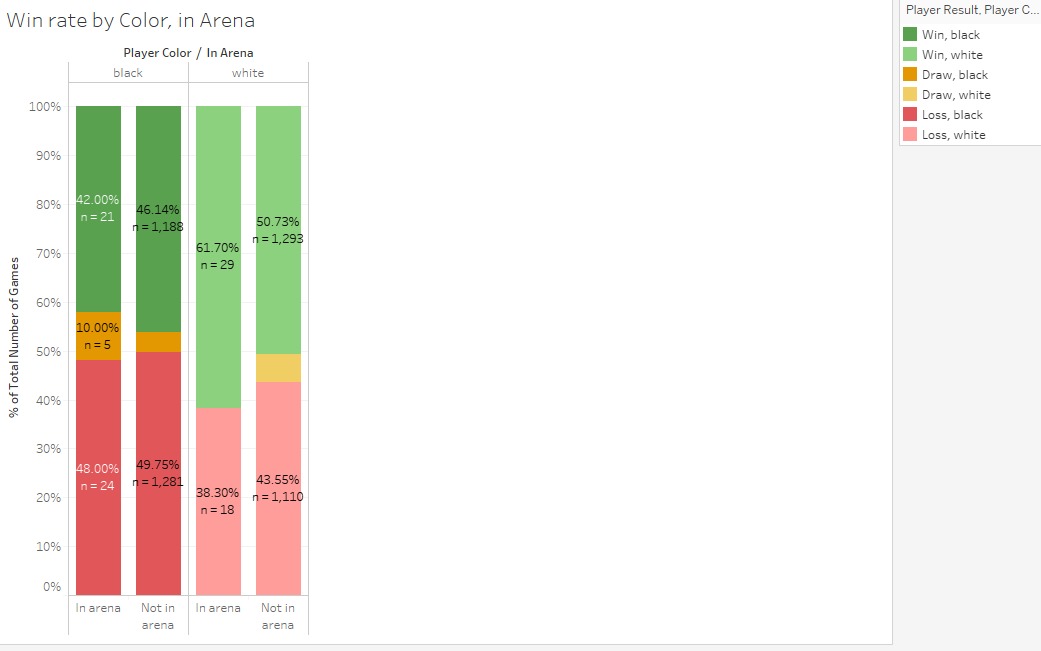 Win rate by Color, in Arena
Player Color / In Arena
black
white
100%
90%
80%
70%
60%
50%
40%
30%
20%
10%
0%
% of Total Number of Games
42.00%
n = 21
10.00%
n = 5
48.00%
n = 24
46.14%
n = 1,188
49.75%
n = 1,281
61.70%
n = 29
38.30%
n = 18
50.73%
n = 1,293
43.55%
n = 1,110
In arena
Not in
arena
In arena
Not in
arena
Player Result, Player C...
Win, black
Win, white
Draw, black
Draw, white
Loss, black
Loss, white